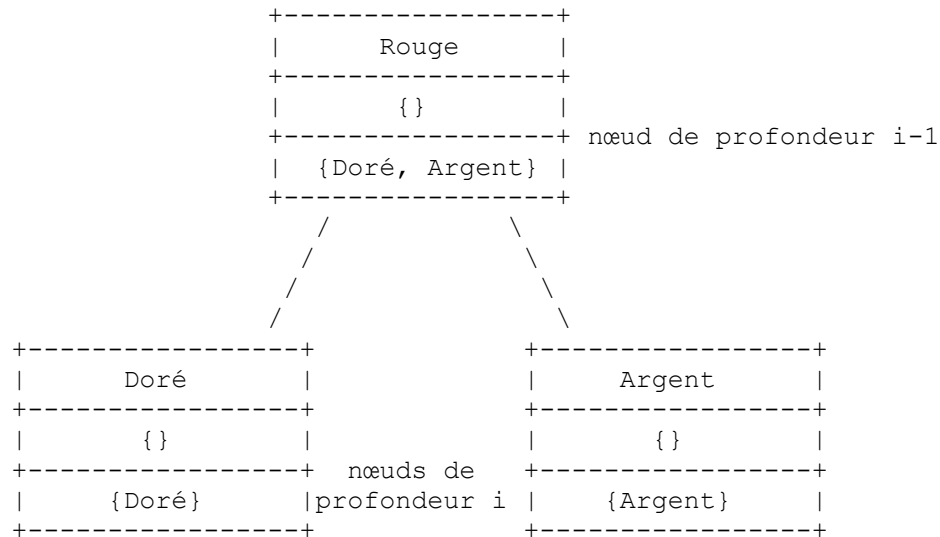 Rouge
{}
nœud de profondeur i-1
{Doré, Argent}
Doré
Argent
{}
{}
nœuds de
{Doré}
profondeur i
{Argent}